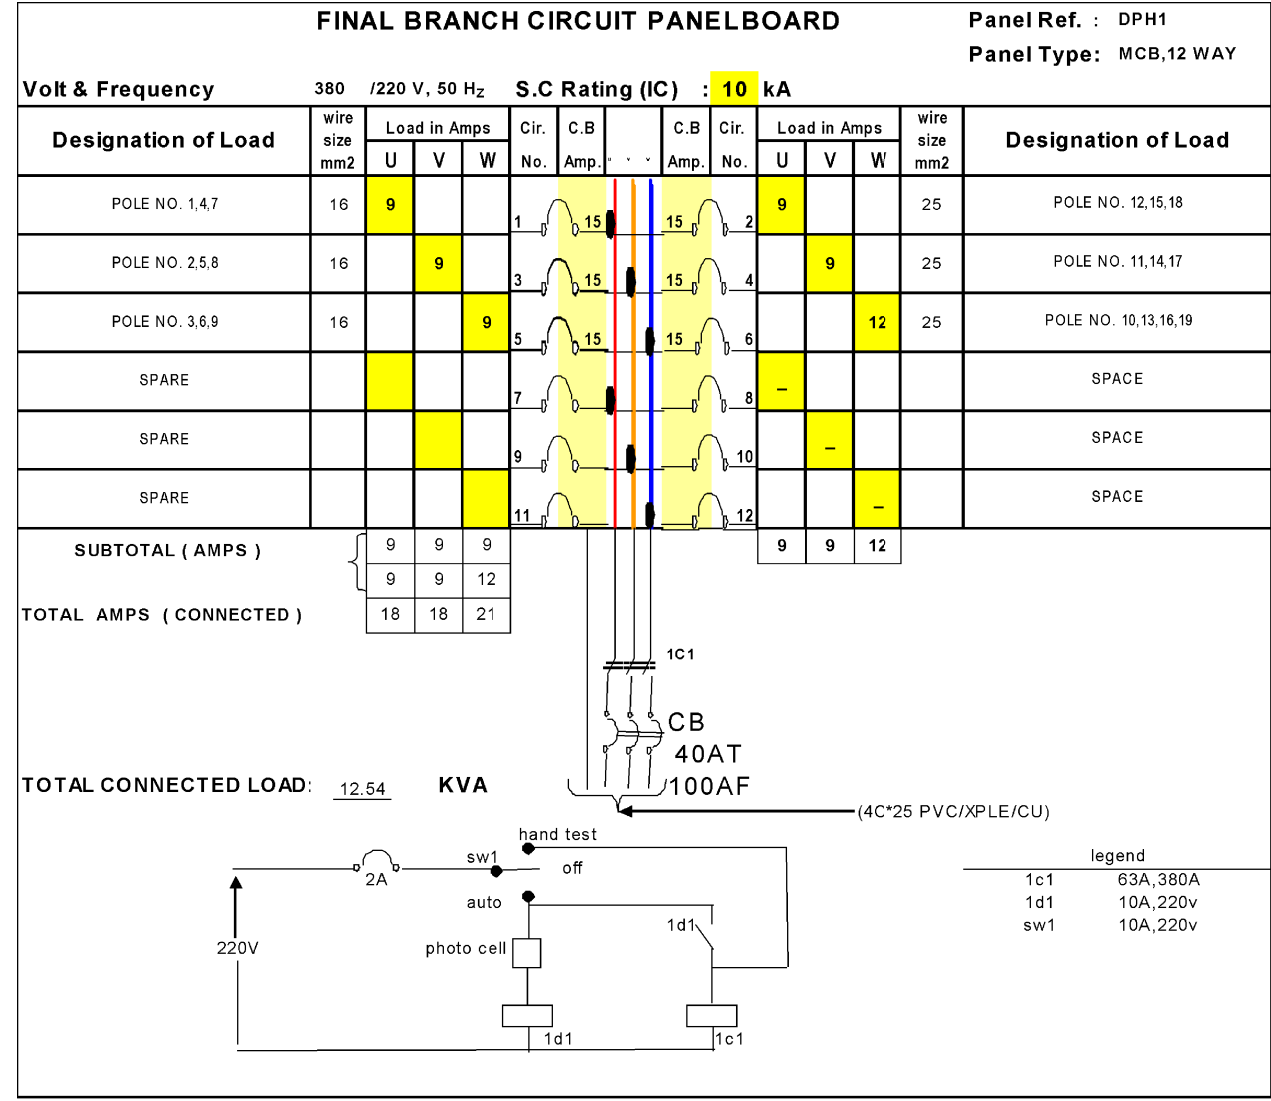 FINAL BRANCH CIRCUIT PANELBOARD
Panel Ref. : DPH1
Panel Type: MCB,12 WAY
Volt & Frequency 380 /220 V, 50 Hz S.C Rating (IC) : 10 kA
Designation of Load wire size mm2 Load in Amps U V W Cir. No. C.B Amp. C.B Amp. Cir. No. Load in Amps U V W wire size mm2 Designation of Load
POLE NO. 1,4,7 16 9 1 15 15 2 9 25 POLE NO. 12,15,18
POLE NO. 2,5,8 16 9 3 15 15 4 9 25 POLE NO. 11,14,17
POLE NO. 3,6,9 16 9 5 15 15 6 12 25 POLE NO. 10,13,16,19
SPARE 7 8 – SPACE
SPARE 9 10 – SPACE
SPARE 11 12 – SPACE
SUBTOTAL ( AMPS ) 9 9 9 9 9 12
9 9 12
TOTAL AMPS ( CONNECTED ) 18 18 21
1C1
CB
40AT
TOTAL CONNECTED LOAD: 12.54 KVA 100AF
(4C*25 PVC/XPLE/CU)
hand test
sw1 off
2A
auto
1d1
220V photo cell
1d1 1c1
legend
1c1 63A,380A
1d1 10A,220v
sw1 10A,220v